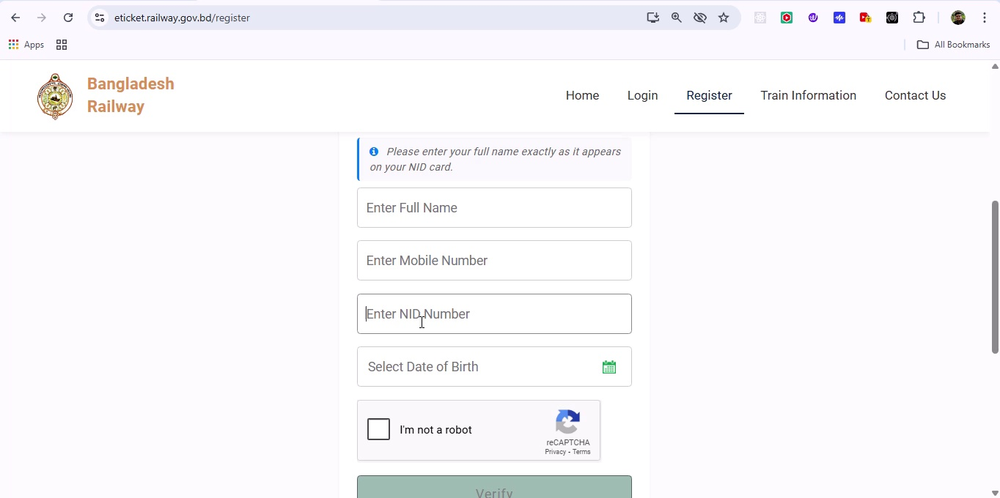 eticket.railway.gov.bd/register
Apps
All Bookmarks
Bangladesh
Railway
Home
Login
Register
Train Information
Contact Us
Please enter your full name exactly as it appears
on your NID card.
Enter Full Name
Enter Mobile Number
Enter NID Number
Select Date of Birth
I'm not a robot
reCAPTCHA
Privacy - Terms
Verify